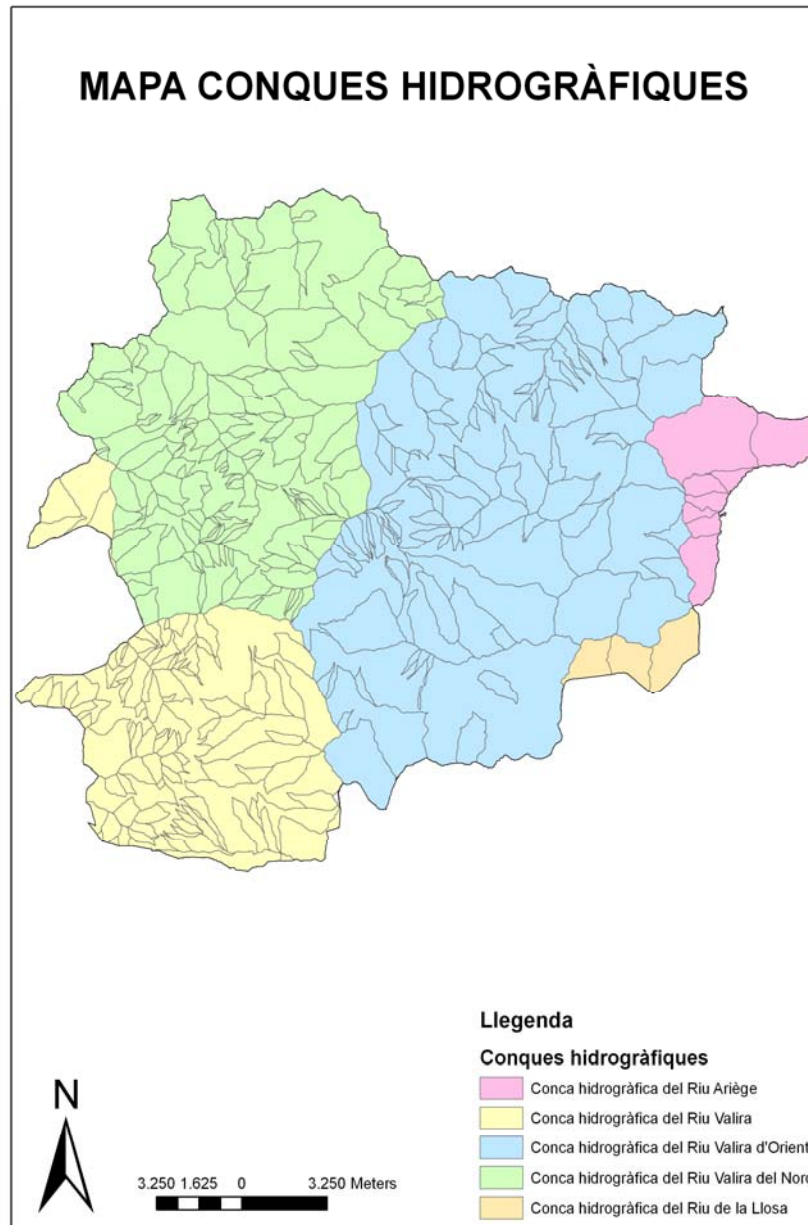 MAPA CONQUES HIDROGRÀFIQUES
Llegenda
Conques hidrogràfiques
Conca hidrogràfica del Riu Ariège
Conca hidrogràfica del Riu Valira
Conca hidrogràfica del Riu Valira d'Orient
Conca hidrogràfica del Riu Valira del Nord
Conca hidrogràfica del Riu de la Llosa
N
3.250 1.625 0 3.250 Meters